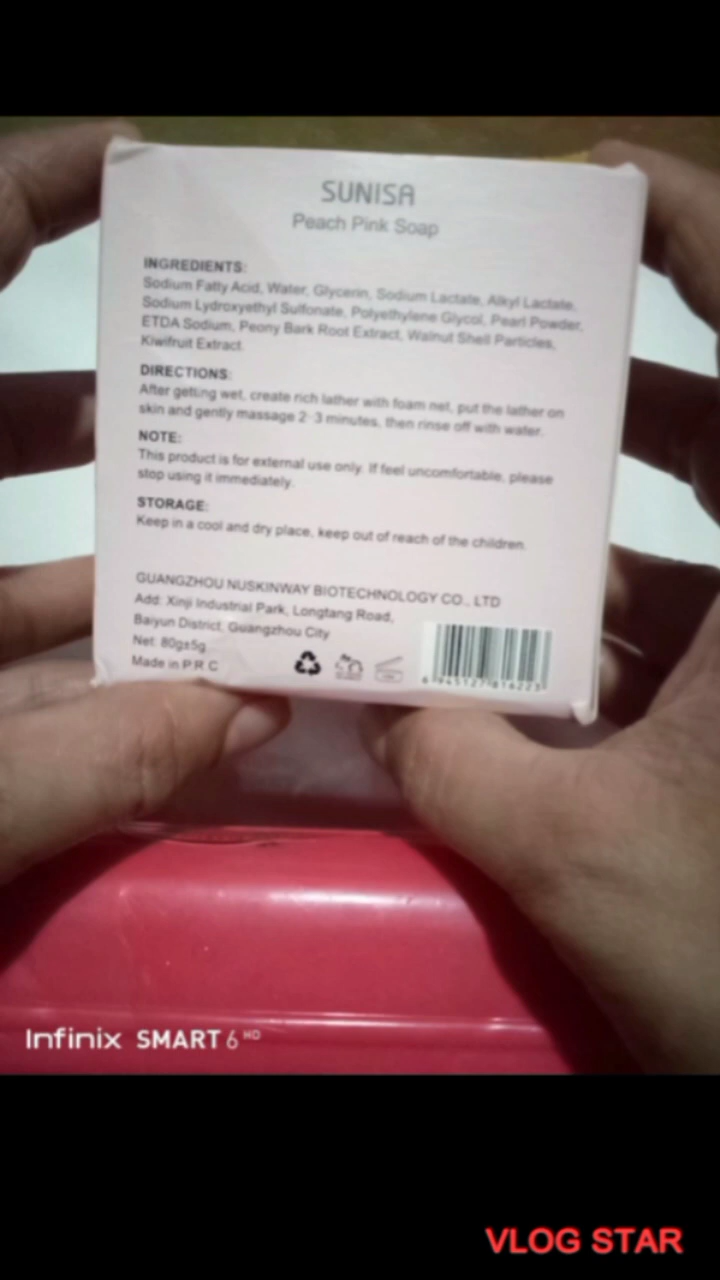 SUNISA
Peach Pink Soap
INGREDIENTS:
Sodium Fatly Acid, Water, Glycerin, Sodium Lactate, Alkyl Lactate,
Sodium Lydroxyethyl Sulfonate, Polyethylene Glycol, Pearl Powder,
ETDA Sodium, Peony Bark Root Extract, Walnut Shell Particles,
Kiwifruit Extract.
DIRECTIONS:
After getting wet, create rich lather with foam net, put the lather on
skin and gently massage 2-3 minutes, then rinse off with water.
NOTE:
This product is for external use only. If feel uncomfortable, please
stop using it immediately.
STORAGE:
Keep in a cool and dry place, keep out of reach of the children.
GUANGZHOU NUSKINWAY BIOTECHNOLOGY CO., LTD
Add: Xinji Industrial Park, Longtang Road,
Baiyun District, Guangzhou City
Net: 80g±5g
Made in P.R.C
6 945127 816223
Infinix SMART 6 HD
VLOG STAR